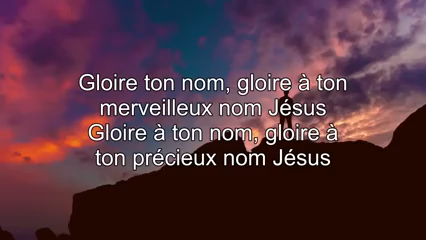 Gloire ton nom, gloire à ton
merveilleux nom Jésus
Gloire à ton nom, gloire à
ton précieux nom Jésus